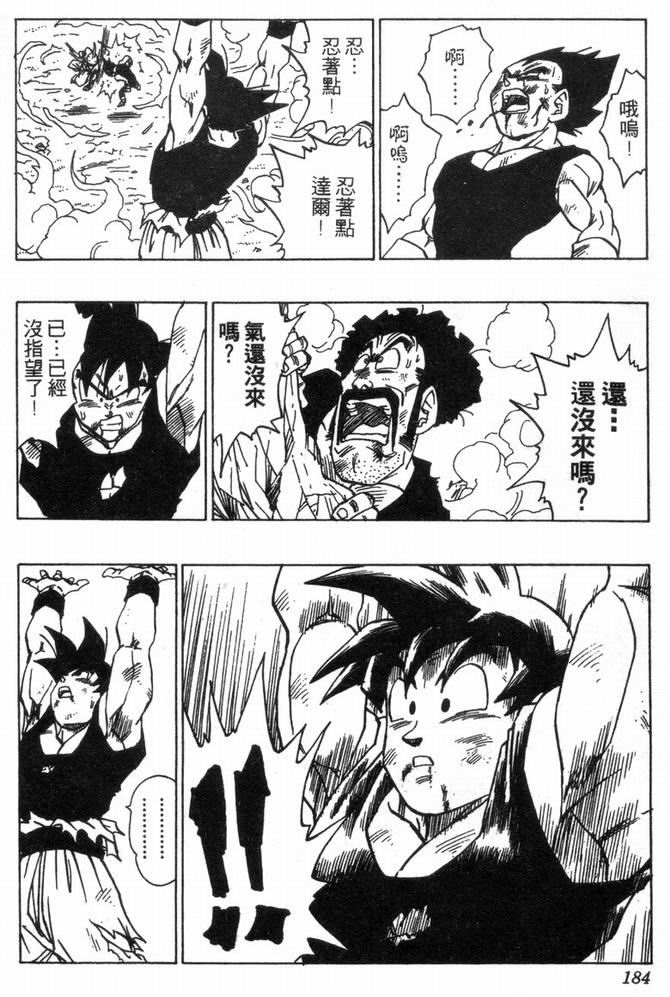 哦嗚！
啊
……
啊嗚……
忍…
忍著點！
忍著點
達爾！
還…
還沒來嗎？
氣還沒來
嗎？
已…已經
沒指望了！
!!
…………
184